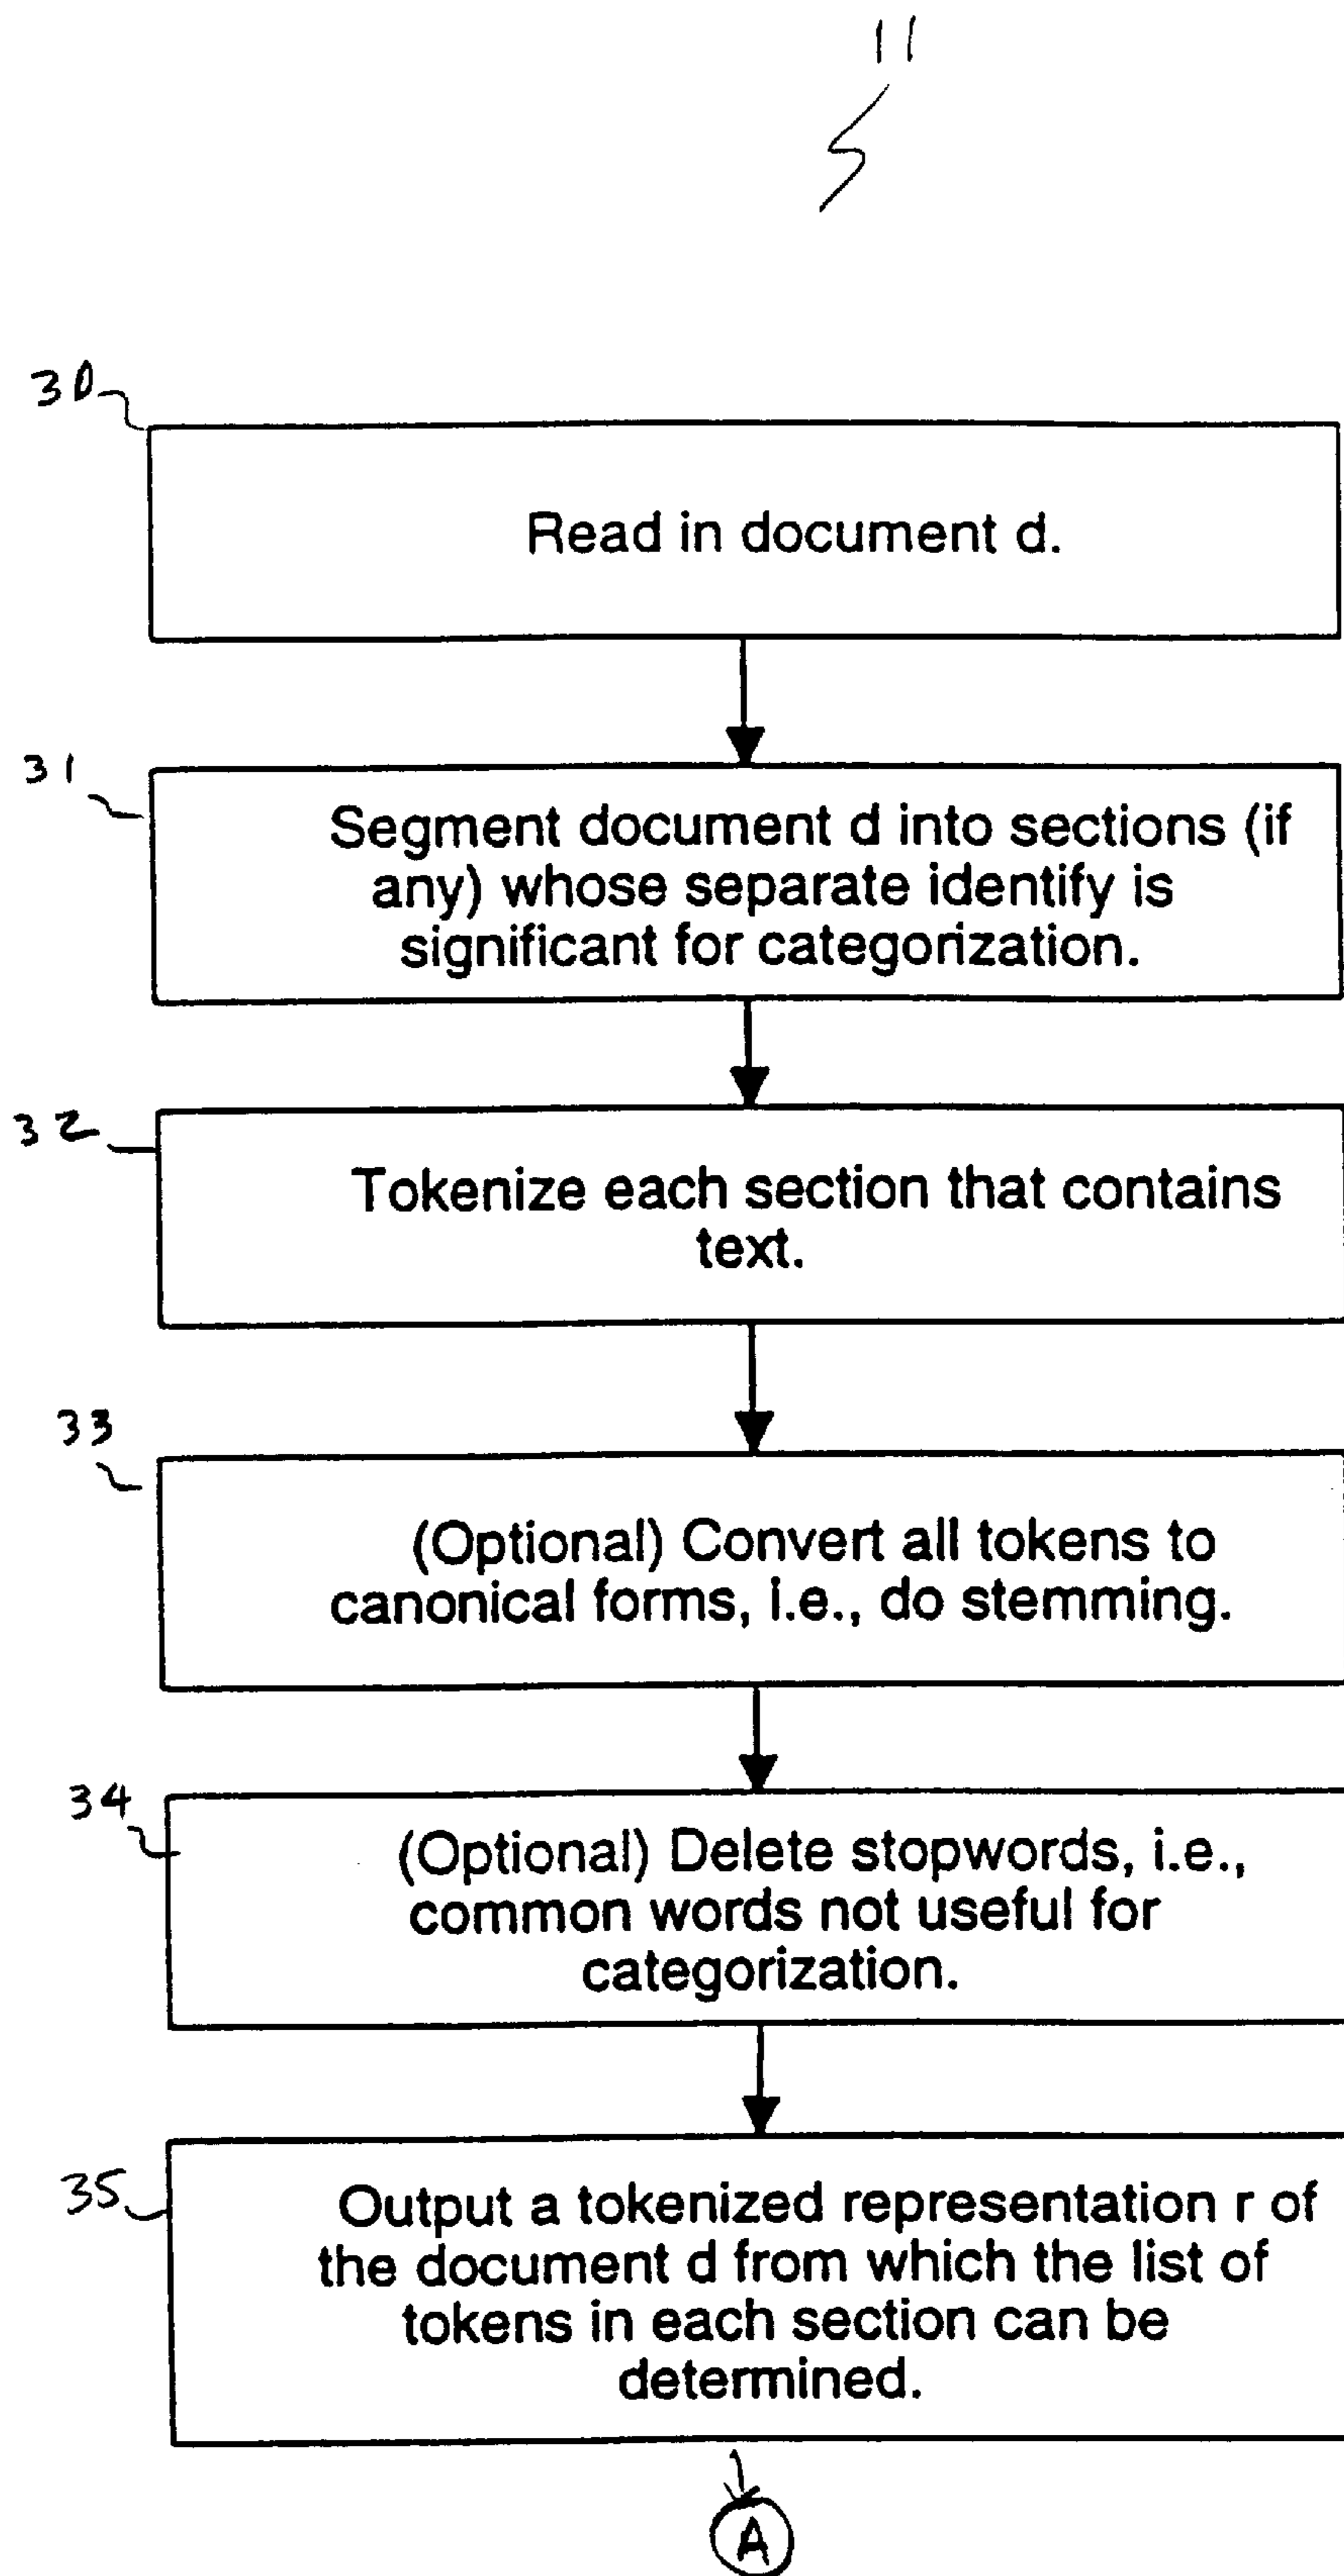 11
30
Read in document d.
31
Segment document d into sections (if
any) whose separate identify is
significant for categorization.
32
Tokenize each section that contains
text.
33
(Optional) Convert all tokens to
canonical forms, i.e., do stemming.
34
(Optional) Delete stopwords, i.e.,
common words not useful for
categorization.
35
Output a tokenized representation r of
the document d from which the list of
tokens in each section can be
determined.
A